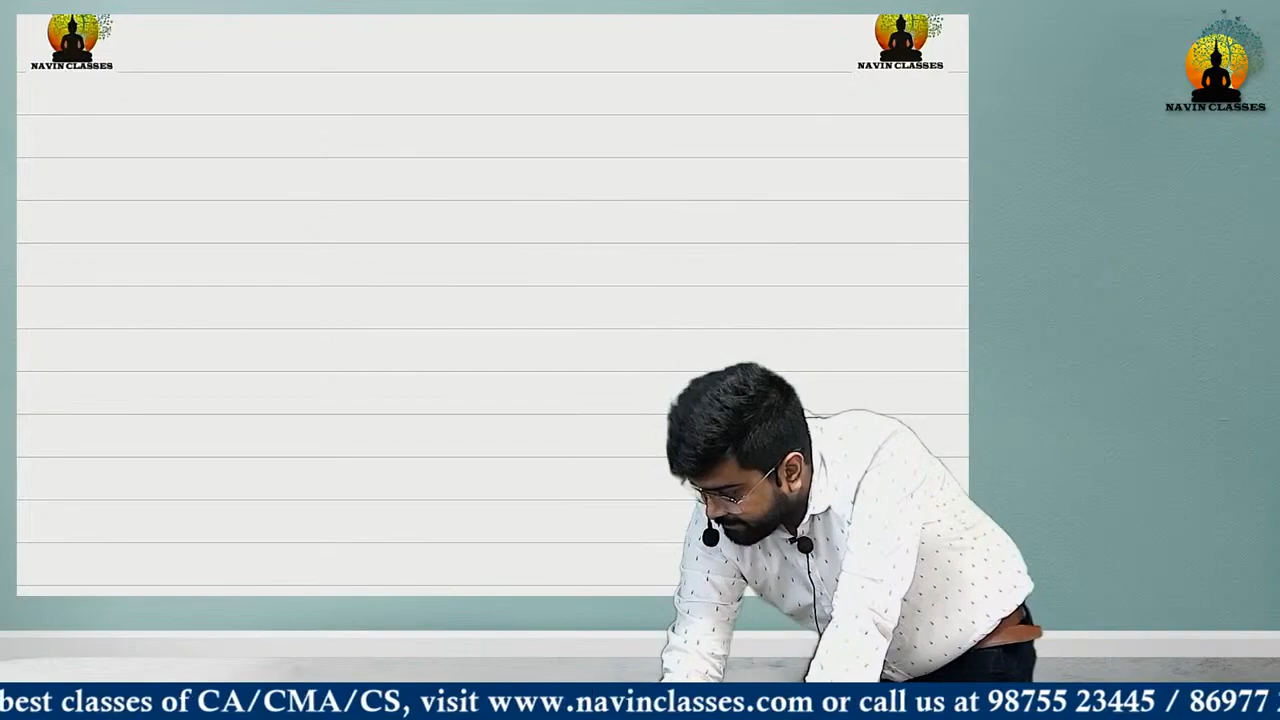 NAVIN CLASSES
NAVIN CLASSES
NAVIN CLASSES
best classes of CA/CMA/CS, visit www.navinclasses.com or call us at 98755 23445 / 86977